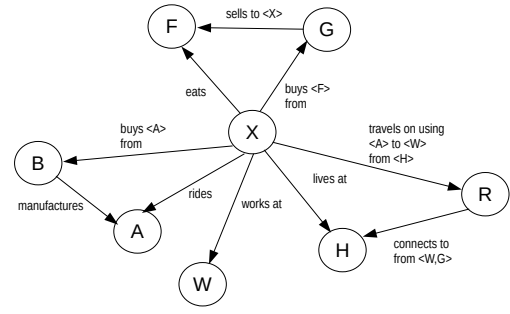 F
sells to <X>
G
eats
buys <F>
from
X
buys <A>
from
travels on using
<A> to <W>
from <H>
B
manufactures
rides
works at
lives at
R
A
H
connects to
from <W,G>
W